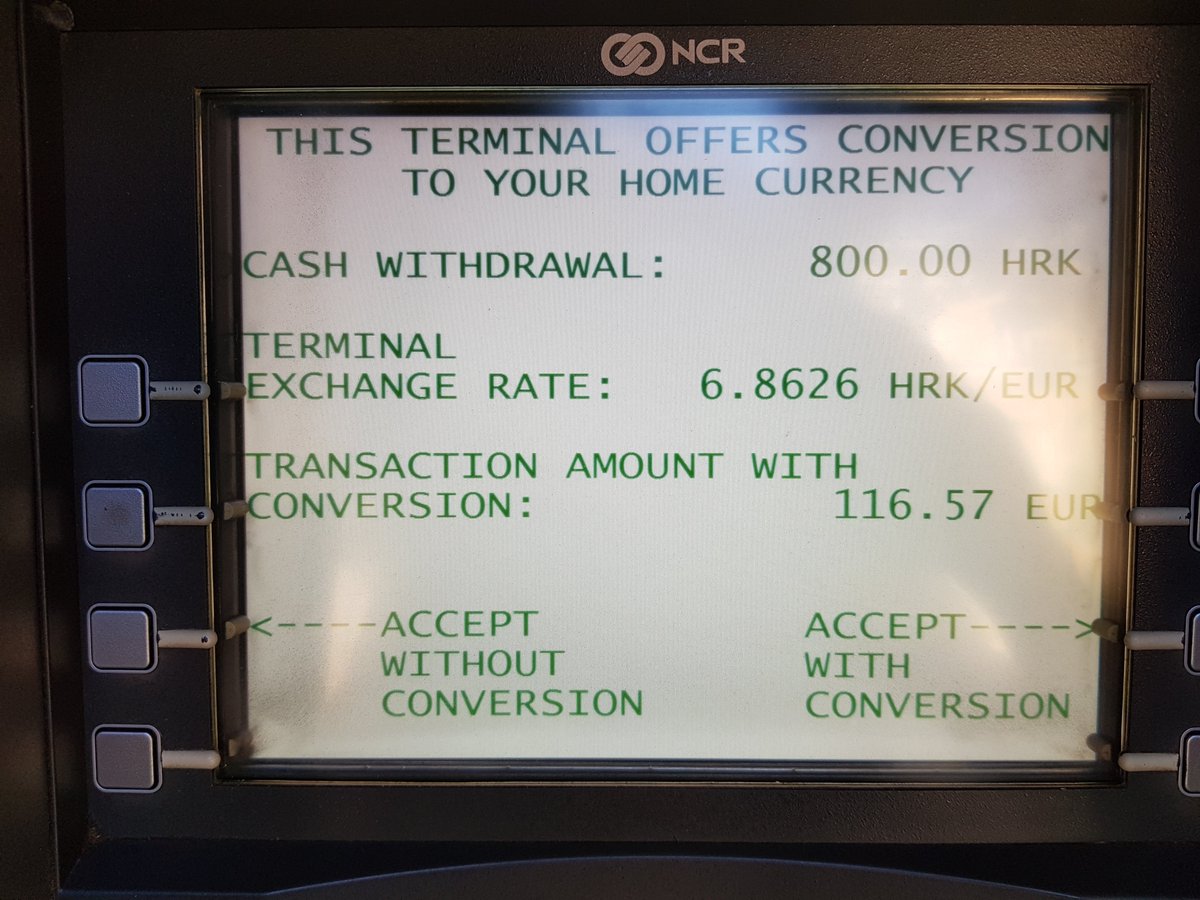 NCR
THIS TERMINAL OFFERS CONVERSION
TO YOUR HOME CURRENCY
CASH WITHDRAWAL: 800.00 HRK
TERMINAL
EXCHANGE RATE: 6.8626 HRK/EUR
TRANSACTION AMOUNT WITH
CONVERSION: 116.57 EUR
<----ACCEPT ACCEPT---->
WITHOUT WITH
CONVERSION CONVERSION